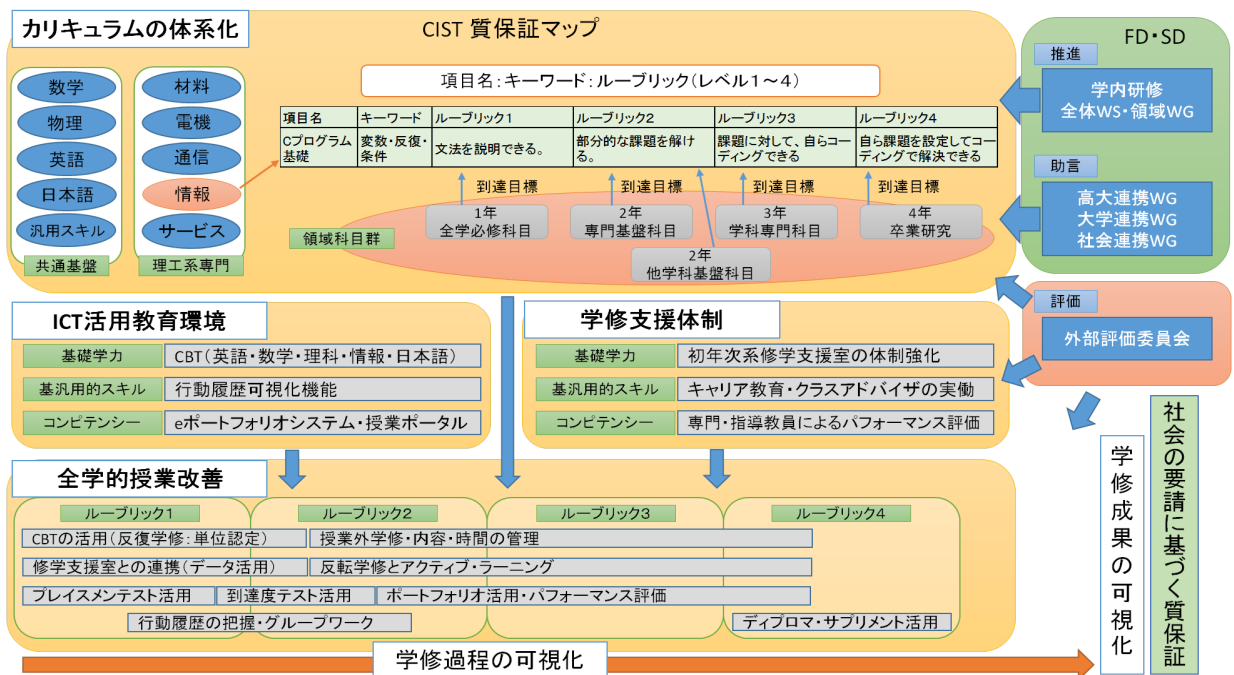 カリキュラムの体系化
CIST 質保証マップ
数学
物理
英語
日本語
汎用スキル
共通基盤
材料
電機
通信
情報
サービス
理工系専門
項目名：キーワード：ルーブリック（レベル１～４）
項目名 キーワード ルーブリック1 ルーブリック2 ルーブリック3 ルーブリック4
Cプログラム
基礎
変数・反復・
条件
文法を説明できる。
部分的な課題を解け
る。
課題に対して、自らコー
ディングできる
自ら課題を設定してコー
ディングで解決できる
到達目標 到達目標 到達目標 到達目標
領域科目群
1年
全学必修科目
2年
専門基盤科目
3年
学科専門科目
4年
卒業研究
2年
他学科基盤科目
FD・SD
推進
学内研修
全体WS・領域WG
助言
高大連携WG
大学連携WG
社会連携WG
評価
外部評価委員会
ICT活用教育環境
基礎学力 CBT（英語・数学・理科・情報・日本語）
基汎用的スキル 行動履歴可視化機能
コンピテンシー eポートフォリオシステム・授業ポータル
学修支援体制
基礎学力 初年次系修学支援室の体制強化
基汎用的スキル キャリア教育・クラスアドバイザの実働
コンピテンシー 専門・指導教員によるパフォーマンス評価
全学的授業改善
ルーブリック１ ルーブリック２ ルーブリック３ ルーブリック４
CBTの活用（反復学修：単位認定） 授業外学修・内容・時間の管理
修学支援室との連携（データ活用） 反転学修とアクティブ・ラーニング
プレイスメンテスト活用 到達度テスト活用 ポートフォリオ活用・パフォーマンス評価
行動履歴の把握・グループワーク ディプロマ・サプリメント活用
学修過程の可視化
学修成果の可視化
社会の要請に基づく質保証